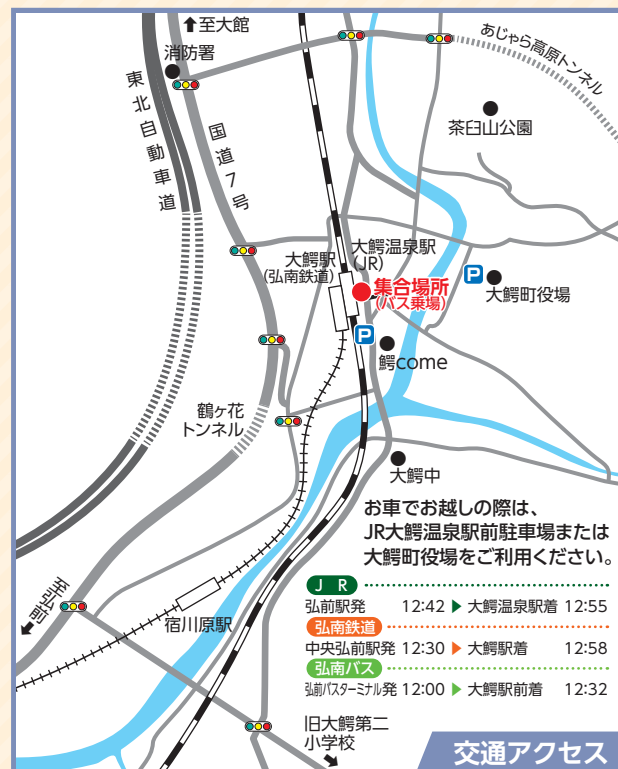 ↑至大館
消防署
あじゃら高原トンネル
東北自動車道
国道7号
茶臼山公園
大鰐温泉駅
(JR)
大鰐駅
(弘南鉄道)
集合場所
(バス乗場)
P
大鰐町役場
P
鰐come
鶴ヶ花
トンネル
大鰐中
お車でお越しの際は、
JR大鰐温泉駅前駐車場または
大鰐町役場をご利用ください。
JR
弘前駅発 12:42 ▶ 大鰐温泉駅着 12:55
弘南鉄道
中央弘前駅発 12:30 ▶ 大鰐駅着 12:58
弘南バス
弘前バスターミナル発 12:00 ▶ 大鰐駅前着 12:32
至弘前
宿川原駅
旧大鰐第二
小学校
交通アクセス